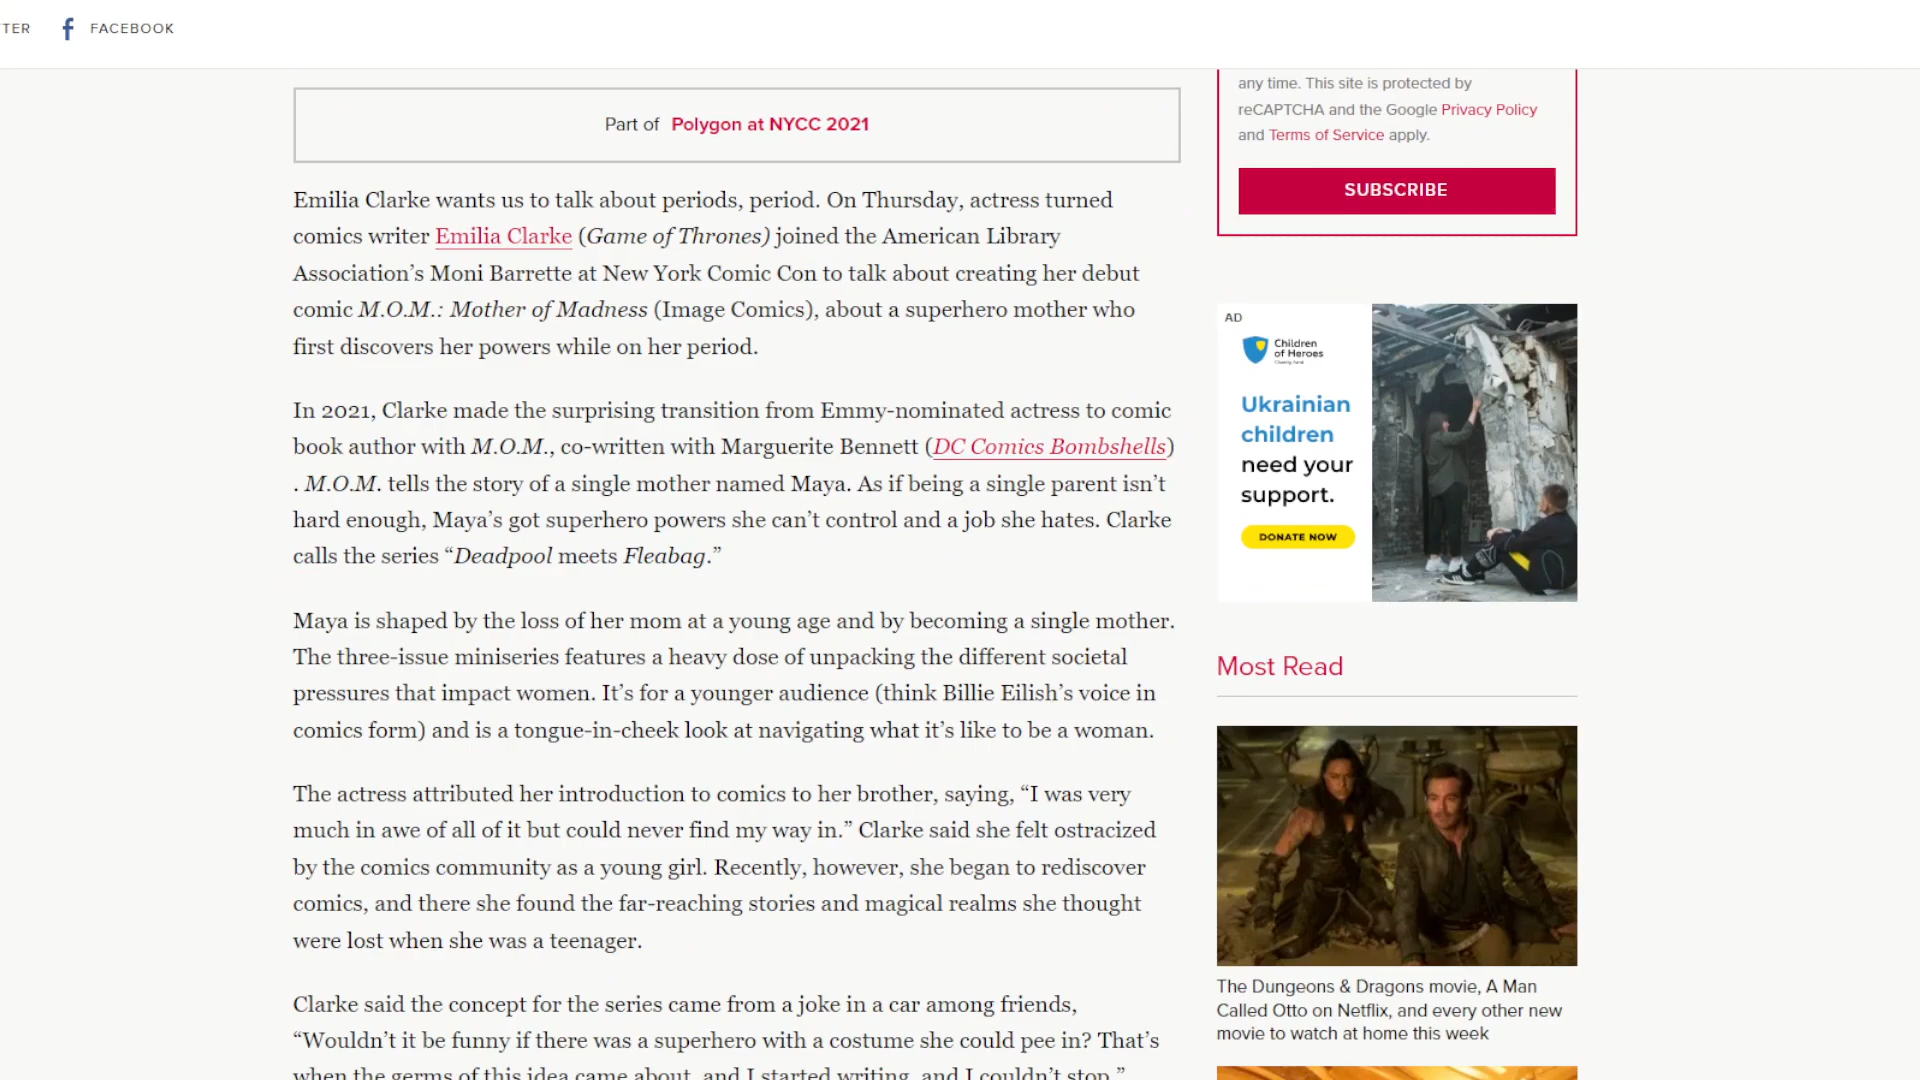 TER
FACEBOOK
Part of Polygon at NYCC 2021
Emilia Clarke wants us to talk about periods, period. On Thursday, actress turned
comics writer Emilia Clarke (Game of Thrones) joined the American Library
Association’s Moni Barrette at New York Comic Con to talk about creating her debut
comic M.O.M.: Mother of Madness (Image Comics), about a superhero mother who
first discovers her powers while on her period.
In 2021, Clarke made the surprising transition from Emmy-nominated actress to comic
book author with M.O.M., co-written with Marguerite Bennett (DC Comics Bombshells)
. M.O.M. tells the story of a single mother named Maya. As if being a single parent isn’t
hard enough, Maya’s got superhero powers she can’t control and a job she hates. Clarke
calls the series “Deadpool meets Fleabag.”
Maya is shaped by the loss of her mom at a young age and by becoming a single mother.
The three-issue miniseries features a heavy dose of unpacking the different societal
pressures that impact women. It’s for a younger audience (think Billie Eilish’s voice in
comics form) and is a tongue-in-cheek look at navigating what it’s like to be a woman.
The actress attributed her introduction to comics to her brother, saying, “I was very
much in awe of all of it but could never find my way in.” Clarke said she felt ostracized
by the comics community as a young girl. Recently, however, she began to rediscover
comics, and there she found the far-reaching stories and magical realms she thought
were lost when she was a teenager.
Clarke said the concept for the series came from a joke in a car among friends,
“Wouldn’t it be funny if there was a superhero with a costume she could pee in? That’s
when the germs of this idea came about, and I started writing, and I couldn’t stop.”
any time. This site is protected by
reCAPTCHA and the Google Privacy Policy
and Terms of Service apply.
SUBSCRIBE
AD
Children
of Heroes
Charity Fund
Ukrainian
children
need your
support.
DONATE NOW
Most Read
The Dungeons & Dragons movie, A Man
Called Otto on Netflix, and every other new
movie to watch at home this week